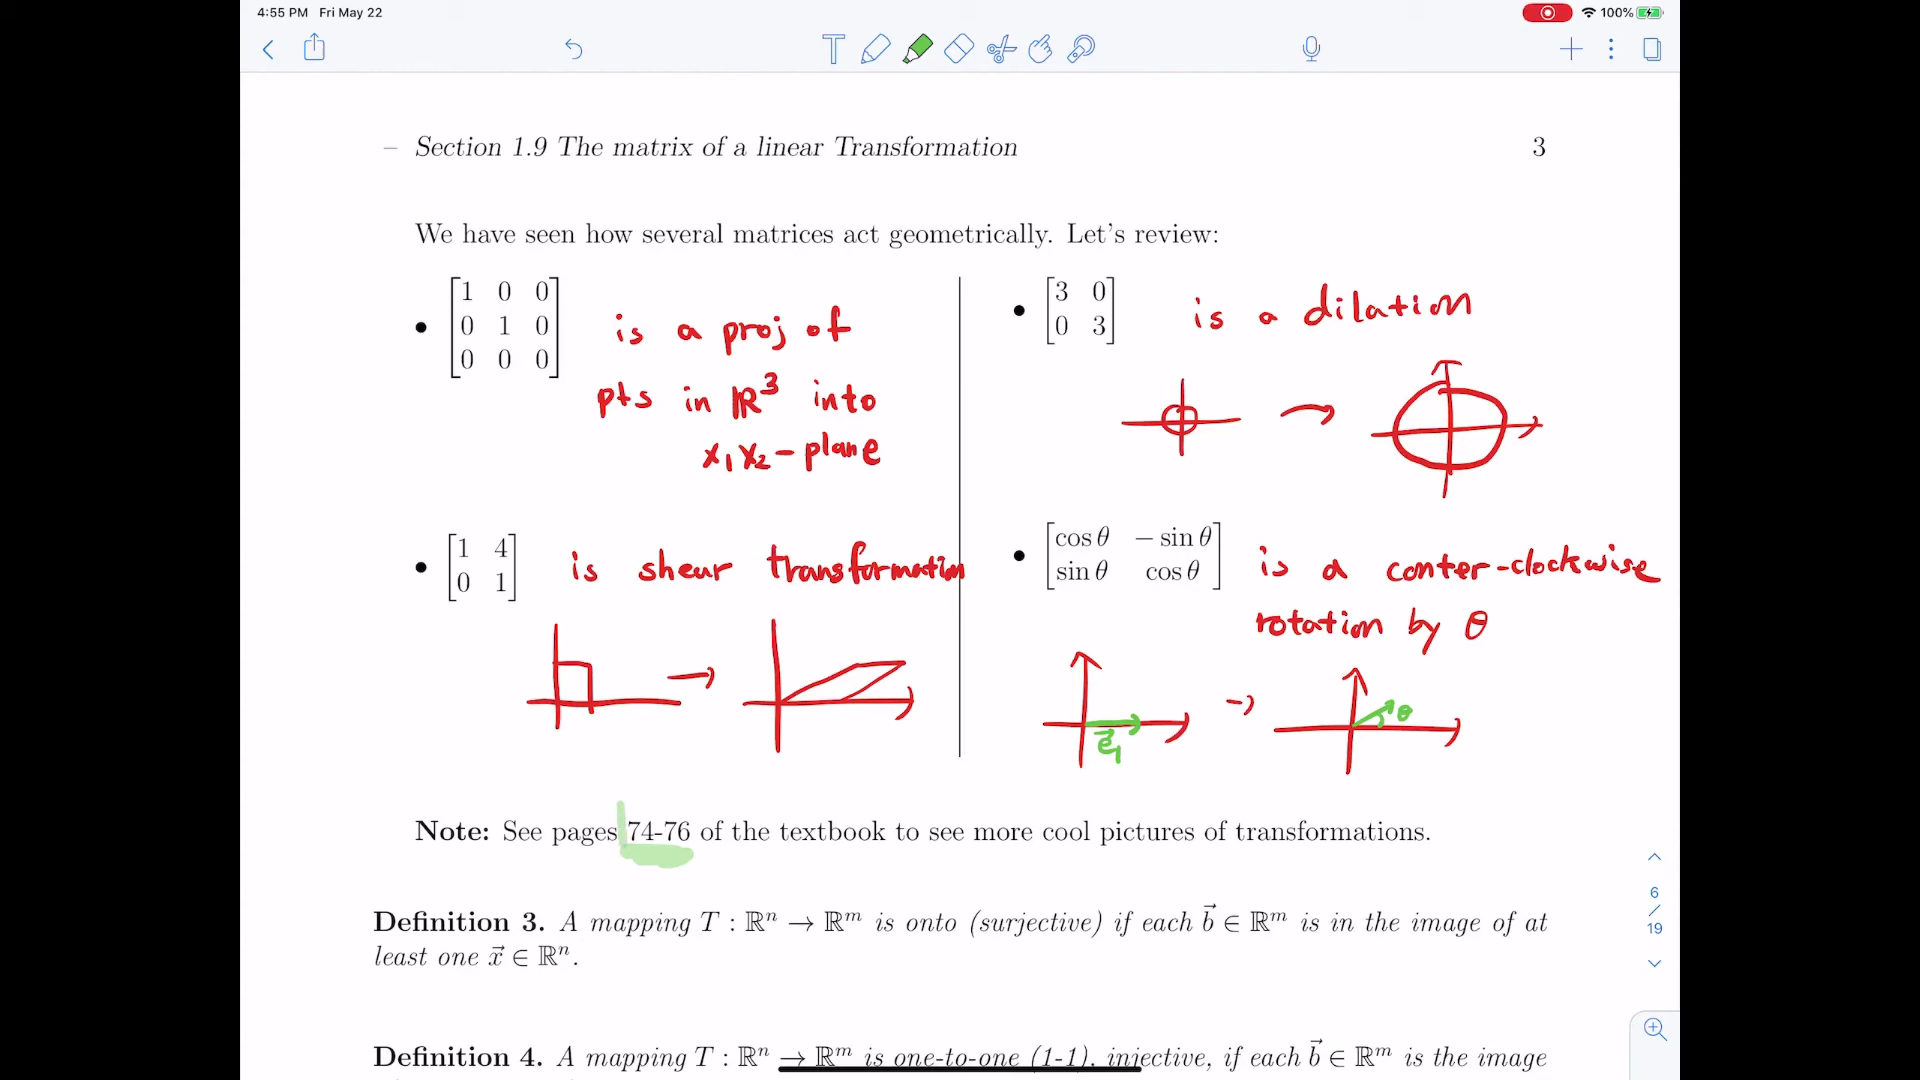 4:55 PM Fri May 22
100%
– Section 1.9 The matrix of a linear Transformation 3
We have seen how several matrices act geometrically. Let's review:
• [1 0 0
0 1 0
0 0 0]
is a proj of
pts in ℝ³ into
x₁x₂-plane
• [3 0
0 3]
is a dilation
• [1 4
0 1]
is shear transformation
• [cos θ − sin θ
sin θ cos θ]
is a conter-clockwise
rotation by θ
e⃗₁
θ
Note: See pages 74-76 of the textbook to see more cool pictures of transformations.
Definition 3. A mapping T : ℝⁿ → ℝᵐ is onto (surjective) if each b⃗ ∈ ℝᵐ is in the image of at
least one x⃗ ∈ ℝⁿ.
Definition 4. A mapping T : ℝⁿ → ℝᵐ is one-to-one (1-1), injective, if each b⃗ ∈ ℝᵐ is the image
6
/
19